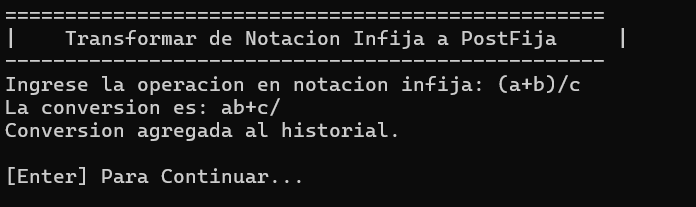 ==================================================
|    Transformar de Notacion Infija a PostFija     |
--------------------------------------------------
Ingrese la operacion en notacion infija: (a+b)/c
La conversion es: ab+c/
Conversion agregada al historial.
[Enter] Para Continuar...